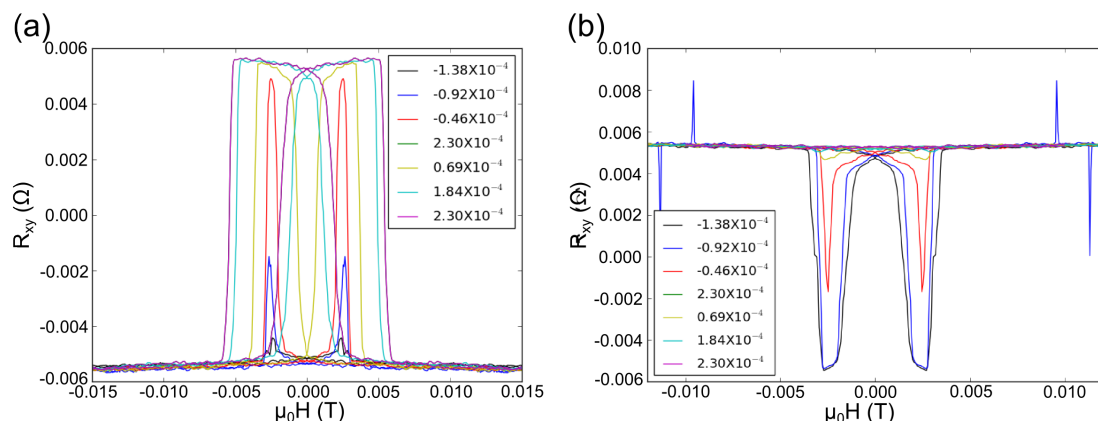 (a)
0.006
0.004
0.002
0.000
-0.002
-0.004
-0.006
-0.015
-0.010
-0.005
0.000
0.005
0.010
0.015
Rxy (Ω)
μ₀H (T)
-1.38X10⁻⁴
-0.92X10⁻⁴
-0.46X10⁻⁴
2.30X10⁻⁴
0.69X10⁻⁴
1.84X10⁻⁴
2.30X10⁻⁴
(b)
0.010
0.008
0.006
0.004
0.002
0.000
-0.002
-0.004
-0.006
-0.010
-0.005
0.000
0.005
0.010
Rxy (Ω)
μ₀H (T)
-1.38X10⁻⁴
-0.92X10⁻⁴
-0.46X10⁻⁴
2.30X10⁻⁴
0.69X10⁻⁴
1.84X10⁻⁴
2.30X10⁻⁴